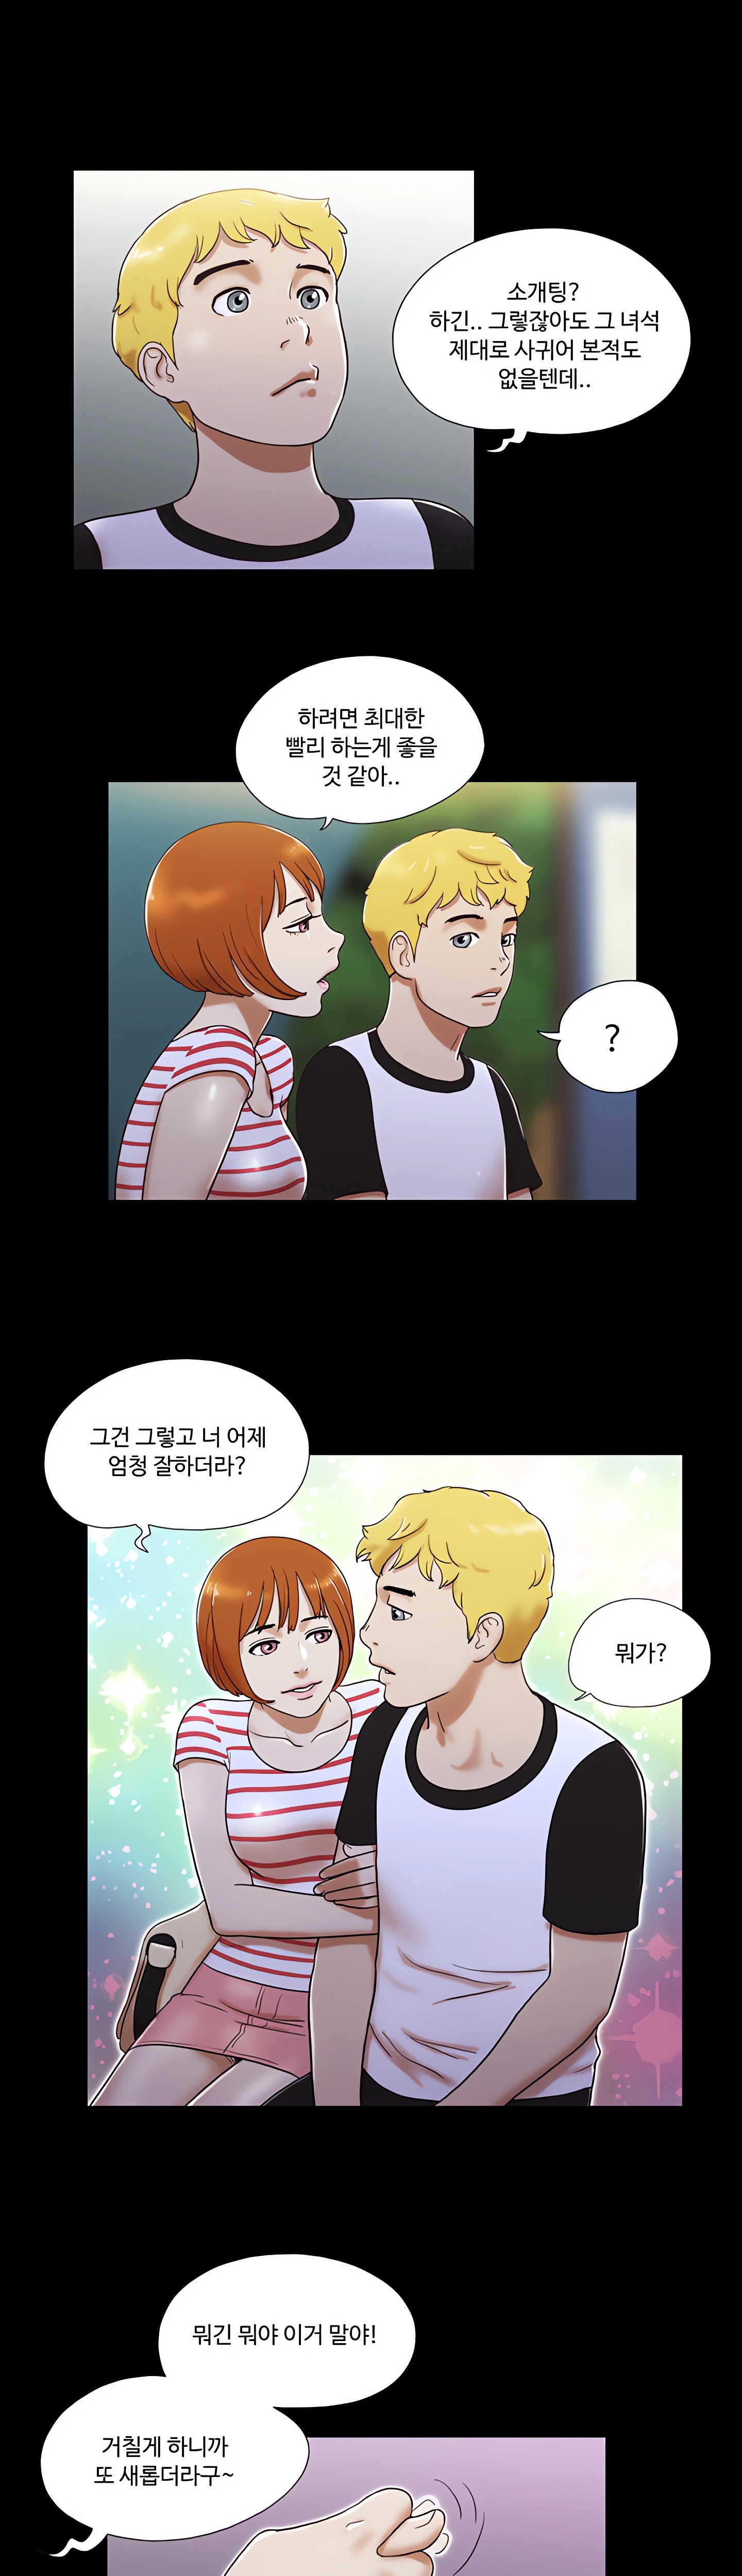 소개팅?
하긴.. 그렇잖아도 그 녀석
제대로 사귀어 본적도
없을텐데..
하려면 최대한
빨리 하는게 좋을
것 같아..
?
그건 그렇고 너 어제
엄청 잘하더라?
뭐가?
뭐긴 뭐야 이거 말야!
거칠게 하니까
또 새롭더라구~